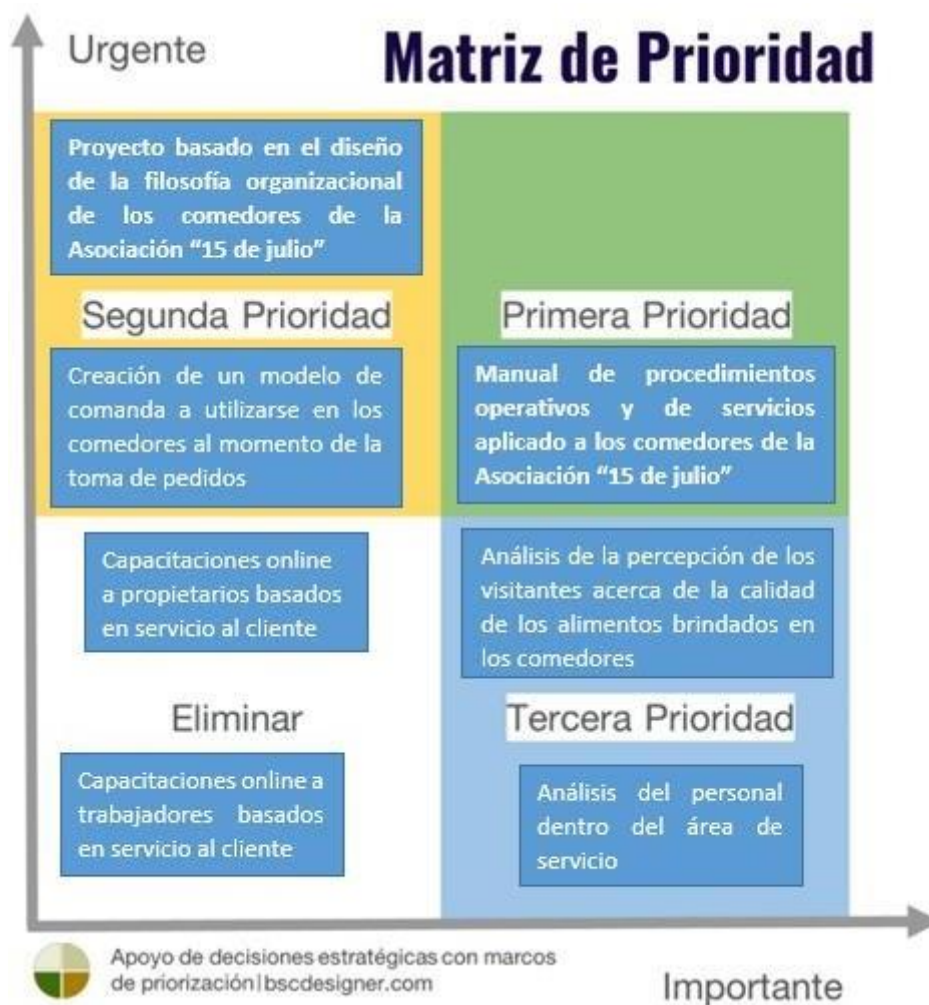 Urgente
Matriz de Prioridad
Proyecto basado en el diseño
de la filosofía organizacional
de los comedores de la
Asociación “15 de julio”
Segunda Prioridad
Creación de un modelo de
comanda a utilizarse en los
comedores al momento de la
toma de pedidos
Primera Prioridad
Manual de procedimientos
operativos y de servicios
aplicado a los comedores de la
Asociación “15 de julio”
Capacitaciones online
a propietarios basados
en servicio al cliente
Eliminar
Capacitaciones online a
trabajadores basados
en servicio al cliente
Análisis de la percepción de los
visitantes acerca de la calidad
de los alimentos brindados en
los comedores
Tercera Prioridad
Análisis del personal
dentro del área de
servicio
Apoyo de decisiones estratégicas con marcos
de priorización|bscdesigner.com
Importante